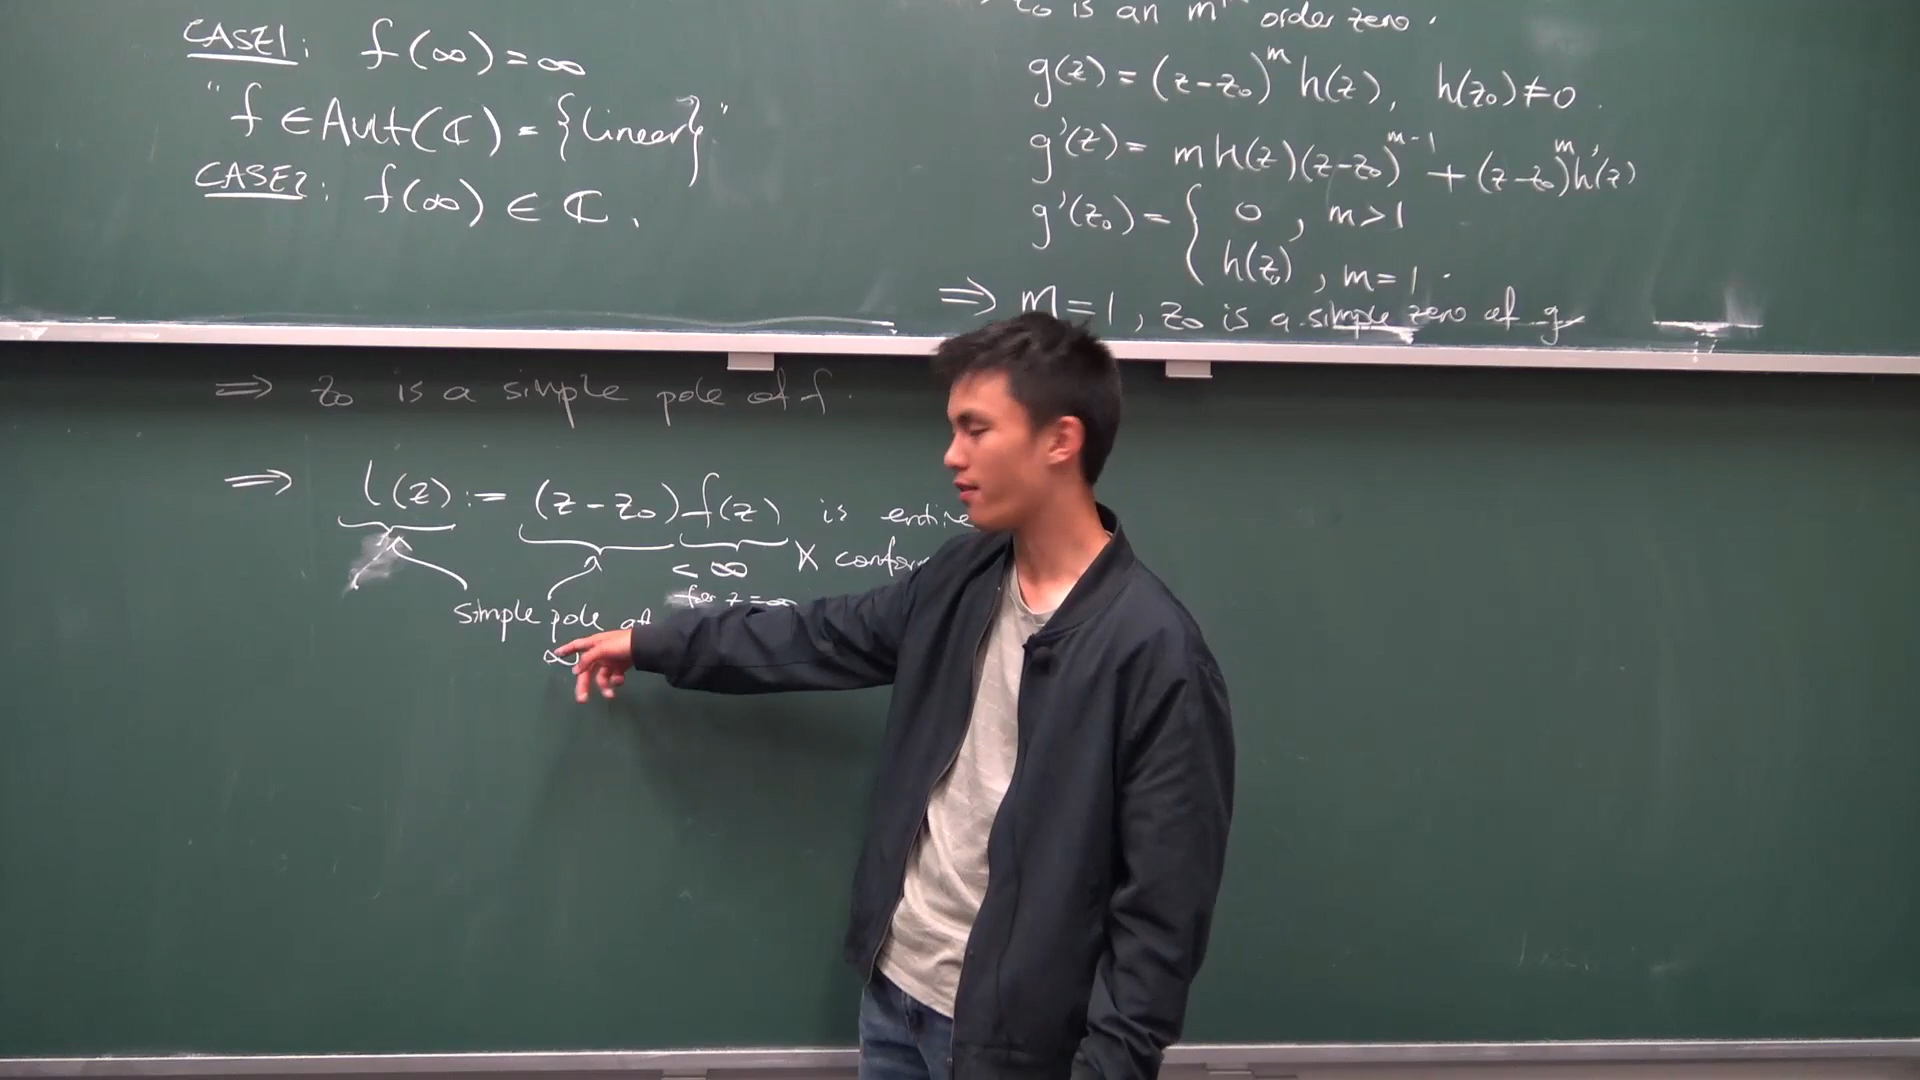 CASE1: f(∞)=∞
"f ∈ Aut(ℂ) = {linear}"
CASE2: f(∞) ∈ ℂ.
z₀ is an mᵗʰ order zero.
g(z) = (z-z₀)ᵐ h(z), h(z₀) ≠ 0.
g'(z) = m h(z)(z-z₀)ᵐ⁻¹ + (z-z₀)ᵐ h'(z)
g'(z₀) = { 0, m>1
h(z₀), m=1.
⇒ m=1, z₀ is a simple zero of g
⇒ z₀ is a simple pole of f.
⇒ l(z) := (z-z₀)f(z) is entire
< ∞ X confor
for z = ∞
simple pole at
∞